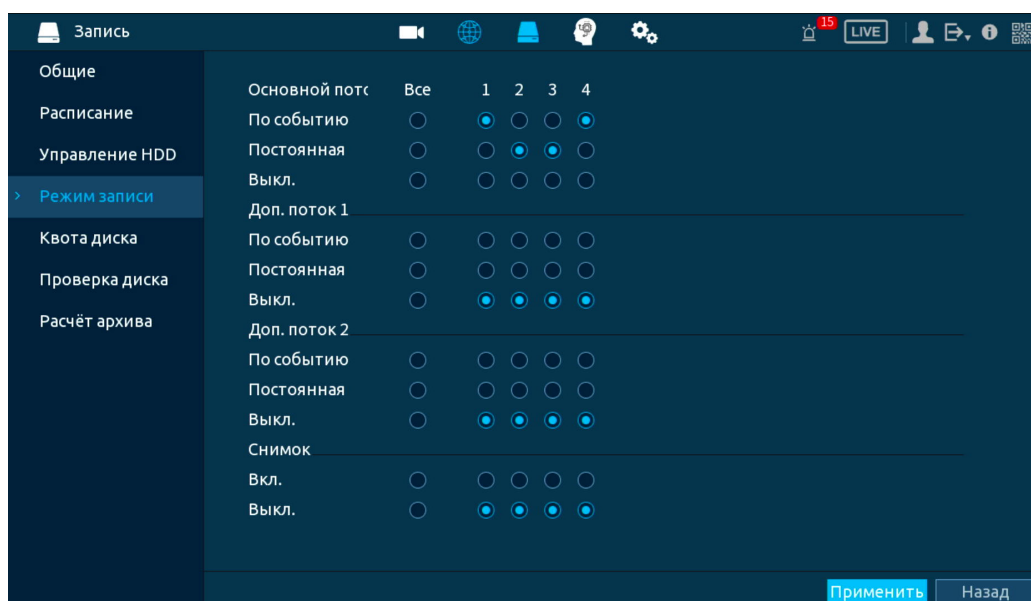 Запись
15
LIVE
Общие
Расписание
Управление HDD
Режим записи
Квота диска
Проверка диска
Расчёт архива
Основной пото Все 1 2 3 4
По событию
Постоянная
Выкл.
Доп. поток 1
По событию
Постоянная
Выкл.
Доп. поток 2
По событию
Постоянная
Выкл.
Снимок
Вкл.
Выкл.
Применить Назад